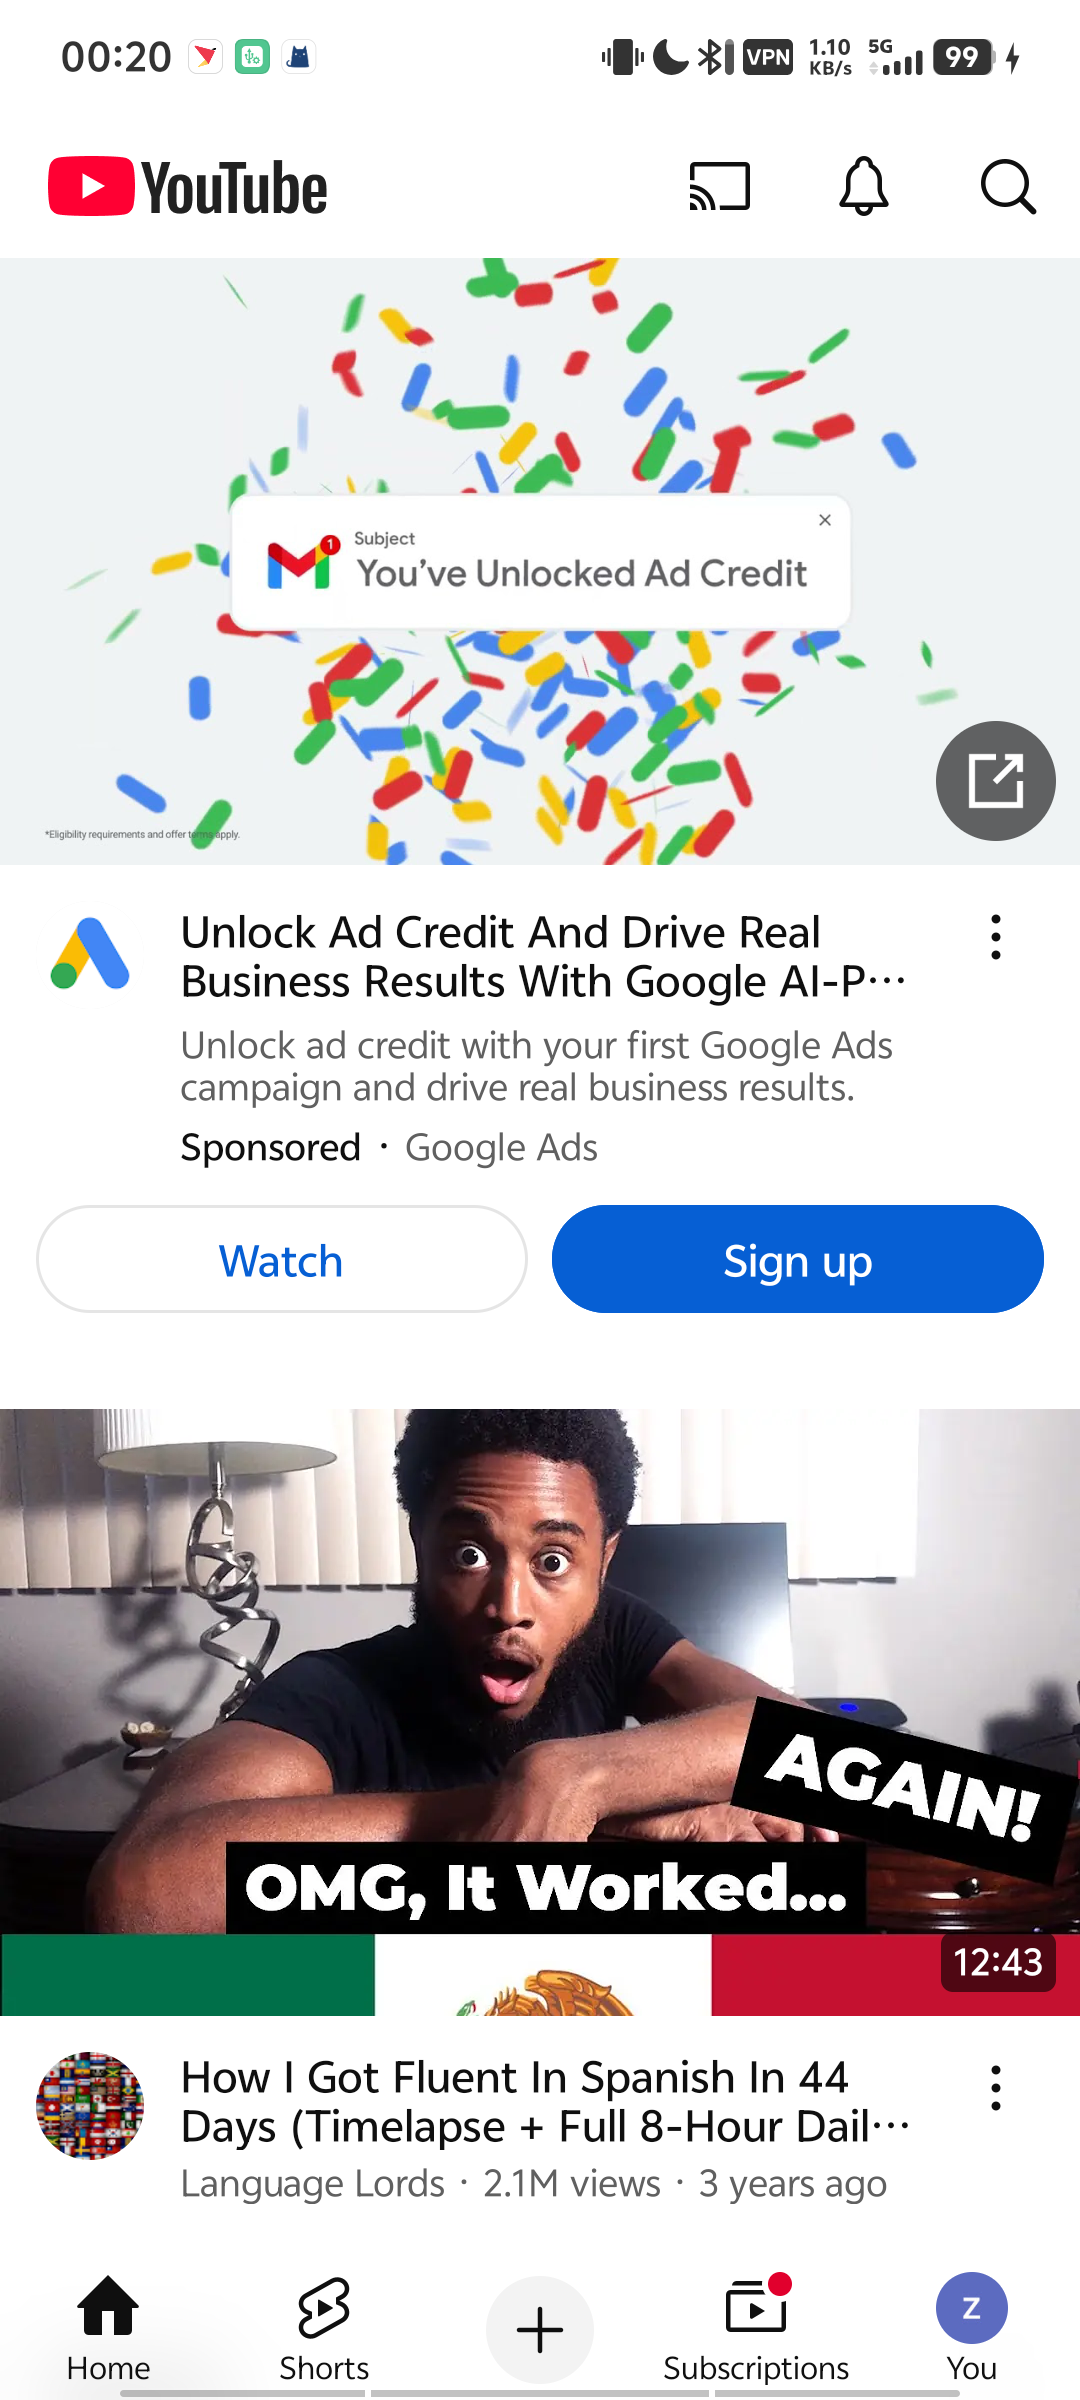 00:20
VPN
1.10
KB/s
5G
99
YouTube
1
Subject
You've Unlocked Ad Credit
*Eligibility requirements and offer terms apply.
Unlock Ad Credit And Drive Real
Business Results With Google AI-P...
Unlock ad credit with your first Google Ads
campaign and drive real business results.
Sponsored · Google Ads
Watch
Sign up
AGAIN!
OMG, It Worked...
12:43
How I Got Fluent In Spanish In 44
Days (Timelapse + Full 8-Hour Dail...
Language Lords · 2.1M views · 3 years ago
Z
Home
Shorts
Subscriptions
You